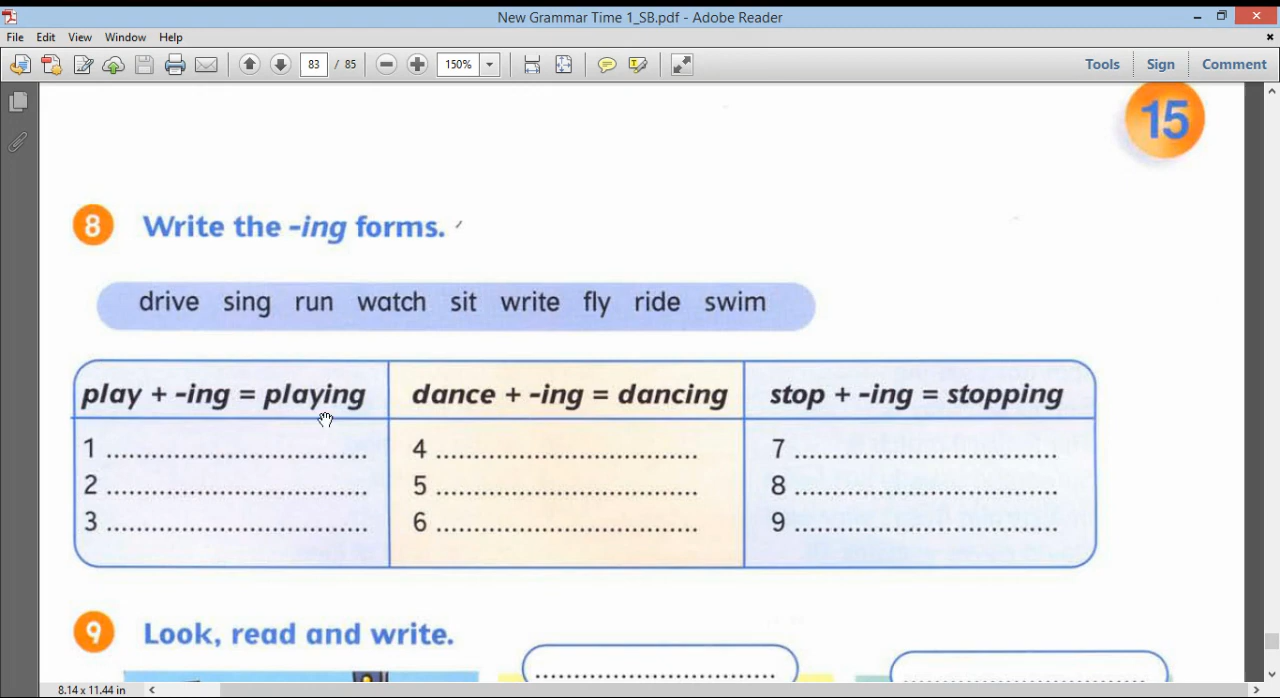 New Grammar Time 1_SB.pdf - Adobe Reader
File Edit View Window Help
83 / 85 150% Tools Sign Comment
15
8 Write the -ing forms.
drive sing run watch sit write fly ride swim
play + -ing = playing dance + -ing = dancing stop + -ing = stopping
1 ........................ 4 ........................ 7 ........................
2 ........................ 5 ........................ 8 ........................
3 ........................ 6 ........................ 9 ........................
9 Look, read and write.
8.14 x 11.44 in